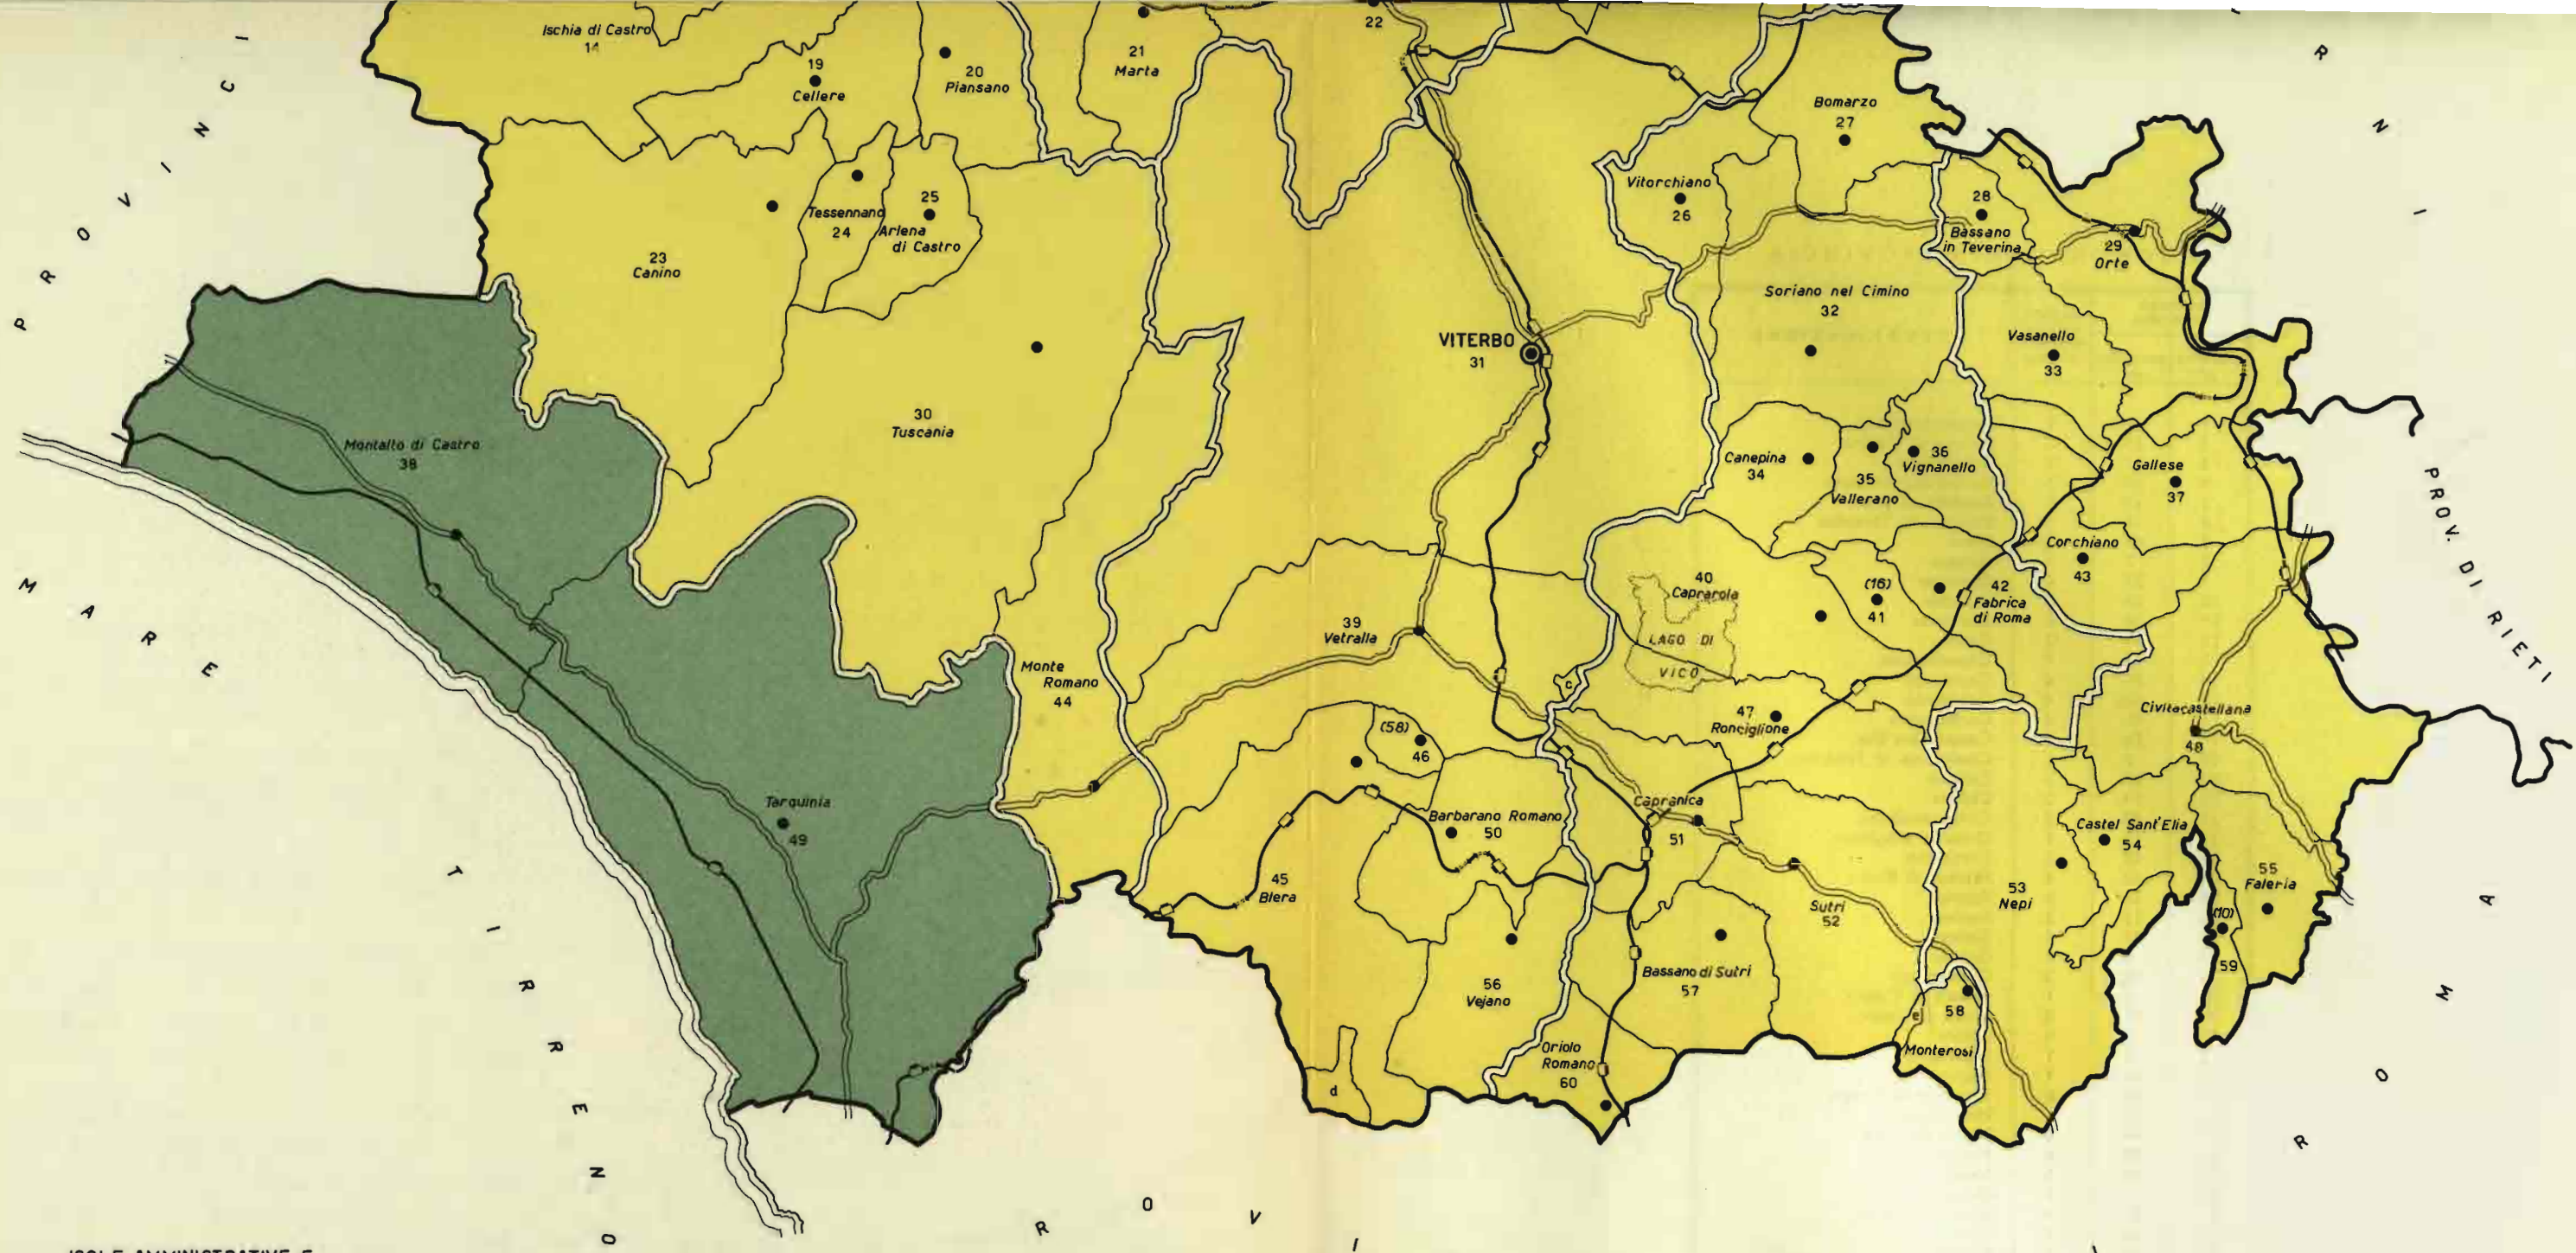 Ischia di Castro
14
19
Cellere
20
Piansano
21
Marta
22
Bomarzo
27
Vitorchiano
26
28
Bassano
in Teverina
29
Orte
Tessennano
24
25
Arlena
di Castro
23
Canino
Soriano nel Cimino
32
VITERBO
31
Vasanello
33
30
Tuscania
Montalto di Castro
38
Canepina
34
35
Vallerano
36
Vignanello
Gallese
37
Corchiano
43
40
Caprarola
LAGO DI
VICO
(16)
41
42
Fabrica
di Roma
39
Vetralla
Monte
Romano
44
c
(58)
46
47
Ronciglione
Civitacastellana
48
Tarquinia
49
Barbarano Romano
50
Capranica
51
Castel Sant'Elia
54
45
Blera
53
Nepi
55
Faleria
Sutri
52
(10)
59
56
Vejano
Bassano di Sutri
57
e
58
Monterosi
Oriolo
Romano
60
d
PROVINCI
RNI
PROV. DI RIETI
MARE
TIRRENO
ROVI
ROMA
ISOLE AMMINISTRATIVE E